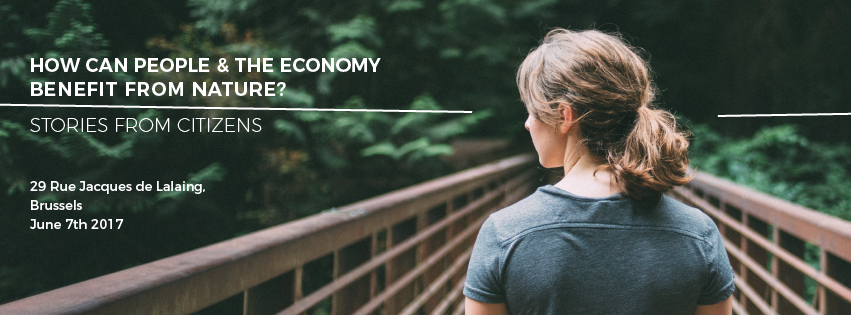 HOW CAN PEOPLE & THE ECONOMY
BENEFIT FROM NATURE?
STORIES FROM CITIZENS
29 Rue Jacques de Lalaing,
Brussels
June 7th 2017